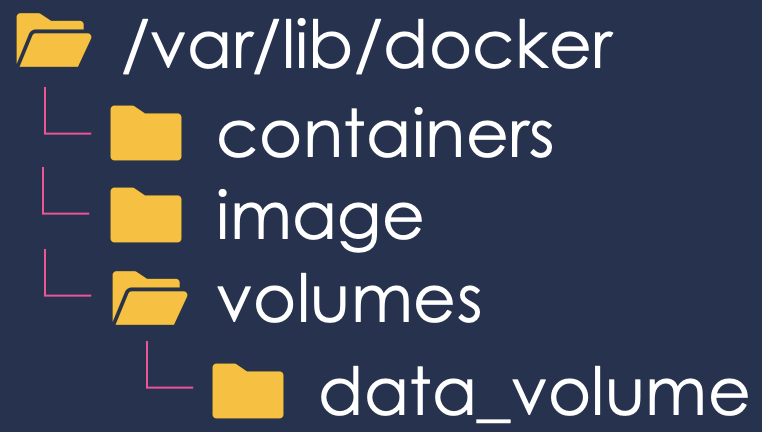 /var/lib/docker
containers
image
volumes
data_volume